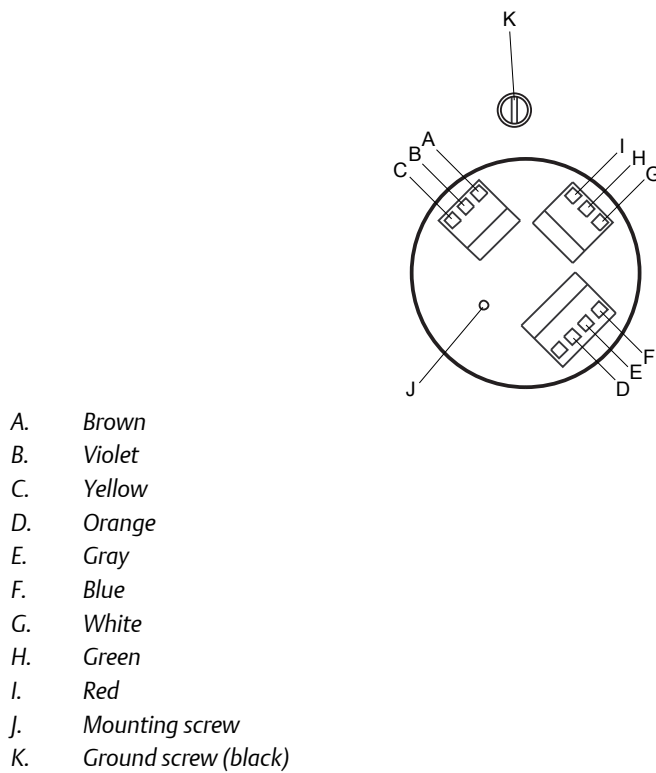 K
A
I
B
H
C
G
F
E
J
D
A. Brown
B. Violet
C. Yellow
D. Orange
E. Gray
F. Blue
G. White
H. Green
I. Red
J. Mounting screw
K. Ground screw (black)